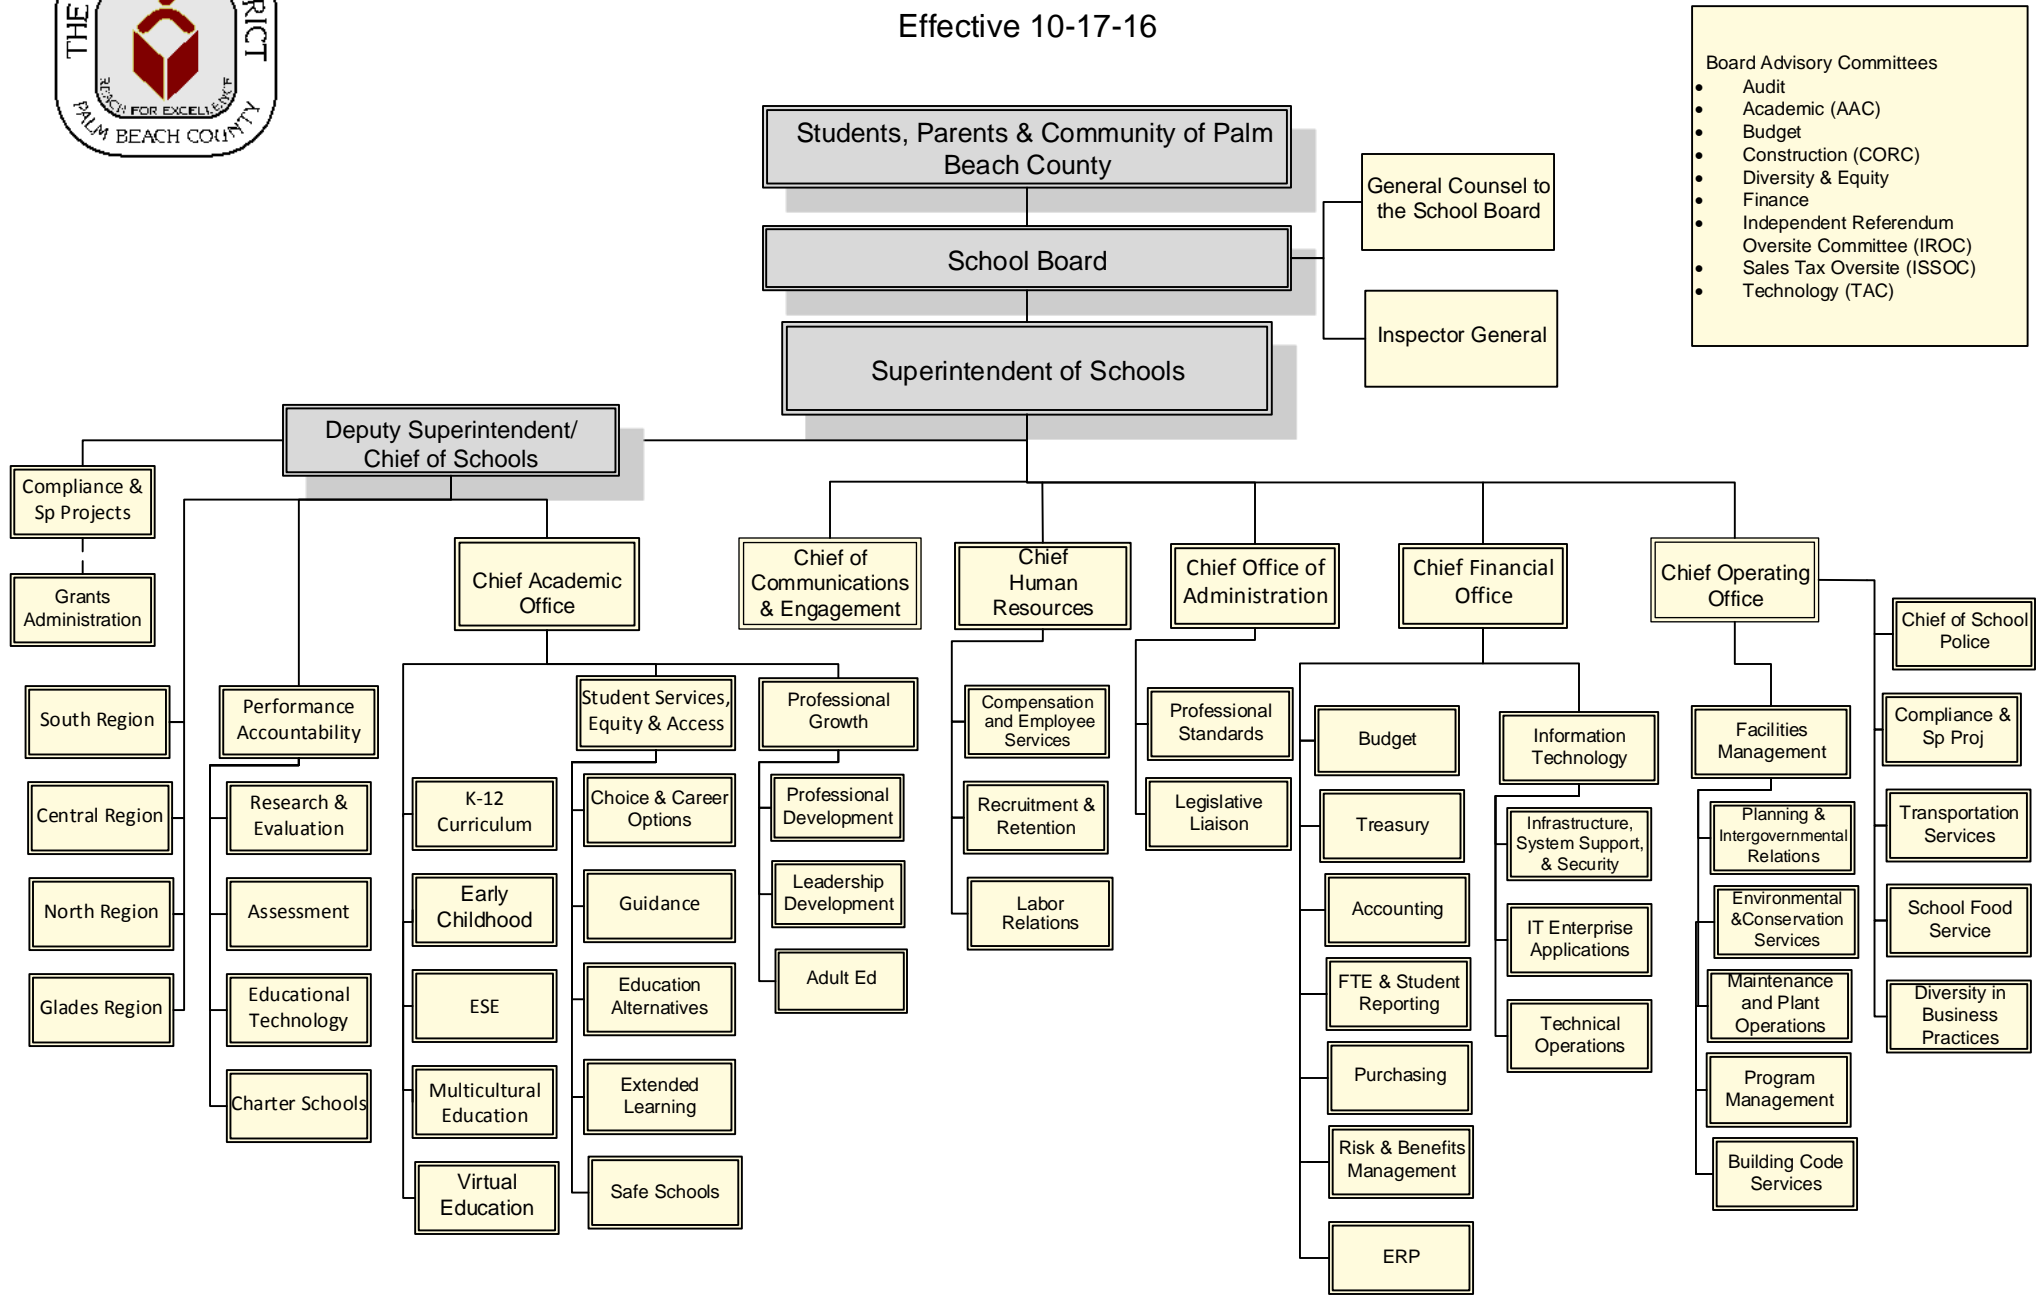 THE
RICT
REACH FOR EXCELLENCE
PALM BEACH COUNTY
Effective 10-17-16
Board Advisory Committees
• Audit
• Academic (AAC)
• Budget
• Construction (CORC)
• Diversity & Equity
• Finance
• Independent Referendum
Oversite Committee (IROC)
• Sales Tax Oversite (ISSOC)
• Technology (TAC)
Students, Parents & Community of Palm
Beach County
General Counsel to
the School Board
School Board
Inspector General
Superintendent of Schools
Deputy Superintendent/
Chief of Schools
Compliance &
Sp Projects
Grants
Administration
Chief Academic
Office
Chief of
Communications
& Engagement
Chief
Human
Resources
Chief Office of
Administration
Chief Financial
Office
Chief Operating
Office
South Region
Central Region
North Region
Glades Region
Performance
Accountability
Research &
Evaluation
Assessment
Educational
Technology
Charter Schools
K-12
Curriculum
Early
Childhood
ESE
Multicultural
Education
Virtual
Education
Student Services,
Equity & Access
Choice & Career
Options
Guidance
Education
Alternatives
Extended
Learning
Safe Schools
Professional
Growth
Professional
Development
Leadership
Development
Adult Ed
Compensation
and Employee
Services
Recruitment &
Retention
Labor
Relations
Professional
Standards
Legislative
Liaison
Budget
Treasury
Accounting
FTE & Student
Reporting
Purchasing
Risk & Benefits
Management
ERP
Information
Technology
Infrastructure,
System Support,
& Security
IT Enterprise
Applications
Technical
Operations
Facilities
Management
Planning &
Intergovernmental
Relations
Environmental
&Conservation
Services
Maintenance
and Plant
Operations
Program
Management
Building Code
Services
Chief of School
Police
Compliance &
Sp Proj
Transportation
Services
School Food
Service
Diversity in
Business
Practices